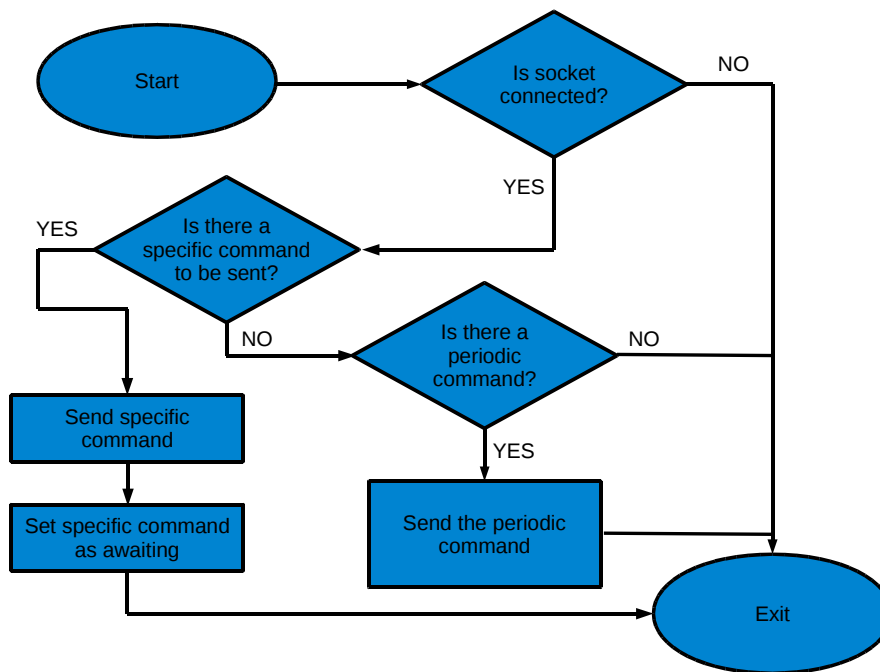 Start
Is socket
connected?
NO
YES
Is there a
specific command
to be sent?
YES
NO
Is there a
periodic
command?
NO
YES
Send specific
command
Set specific command
as awaiting
Send the periodic
command
Exit